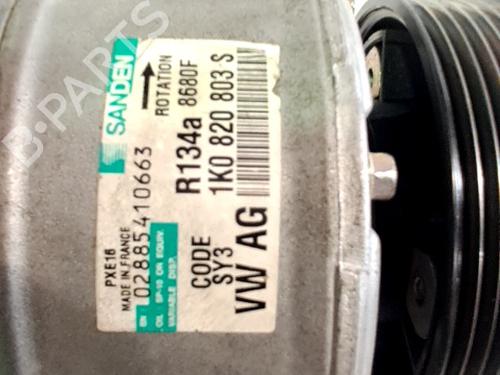 SANDEN
ROTATION
R134a 8680F
1K0 820 803-S
PXE16
MADE IN FRANCE
SN 02885410663
OIL SP-10 OR EQUIV.
VARIABLE DISP.
CODE
SY3
VW AG
B-PARTS